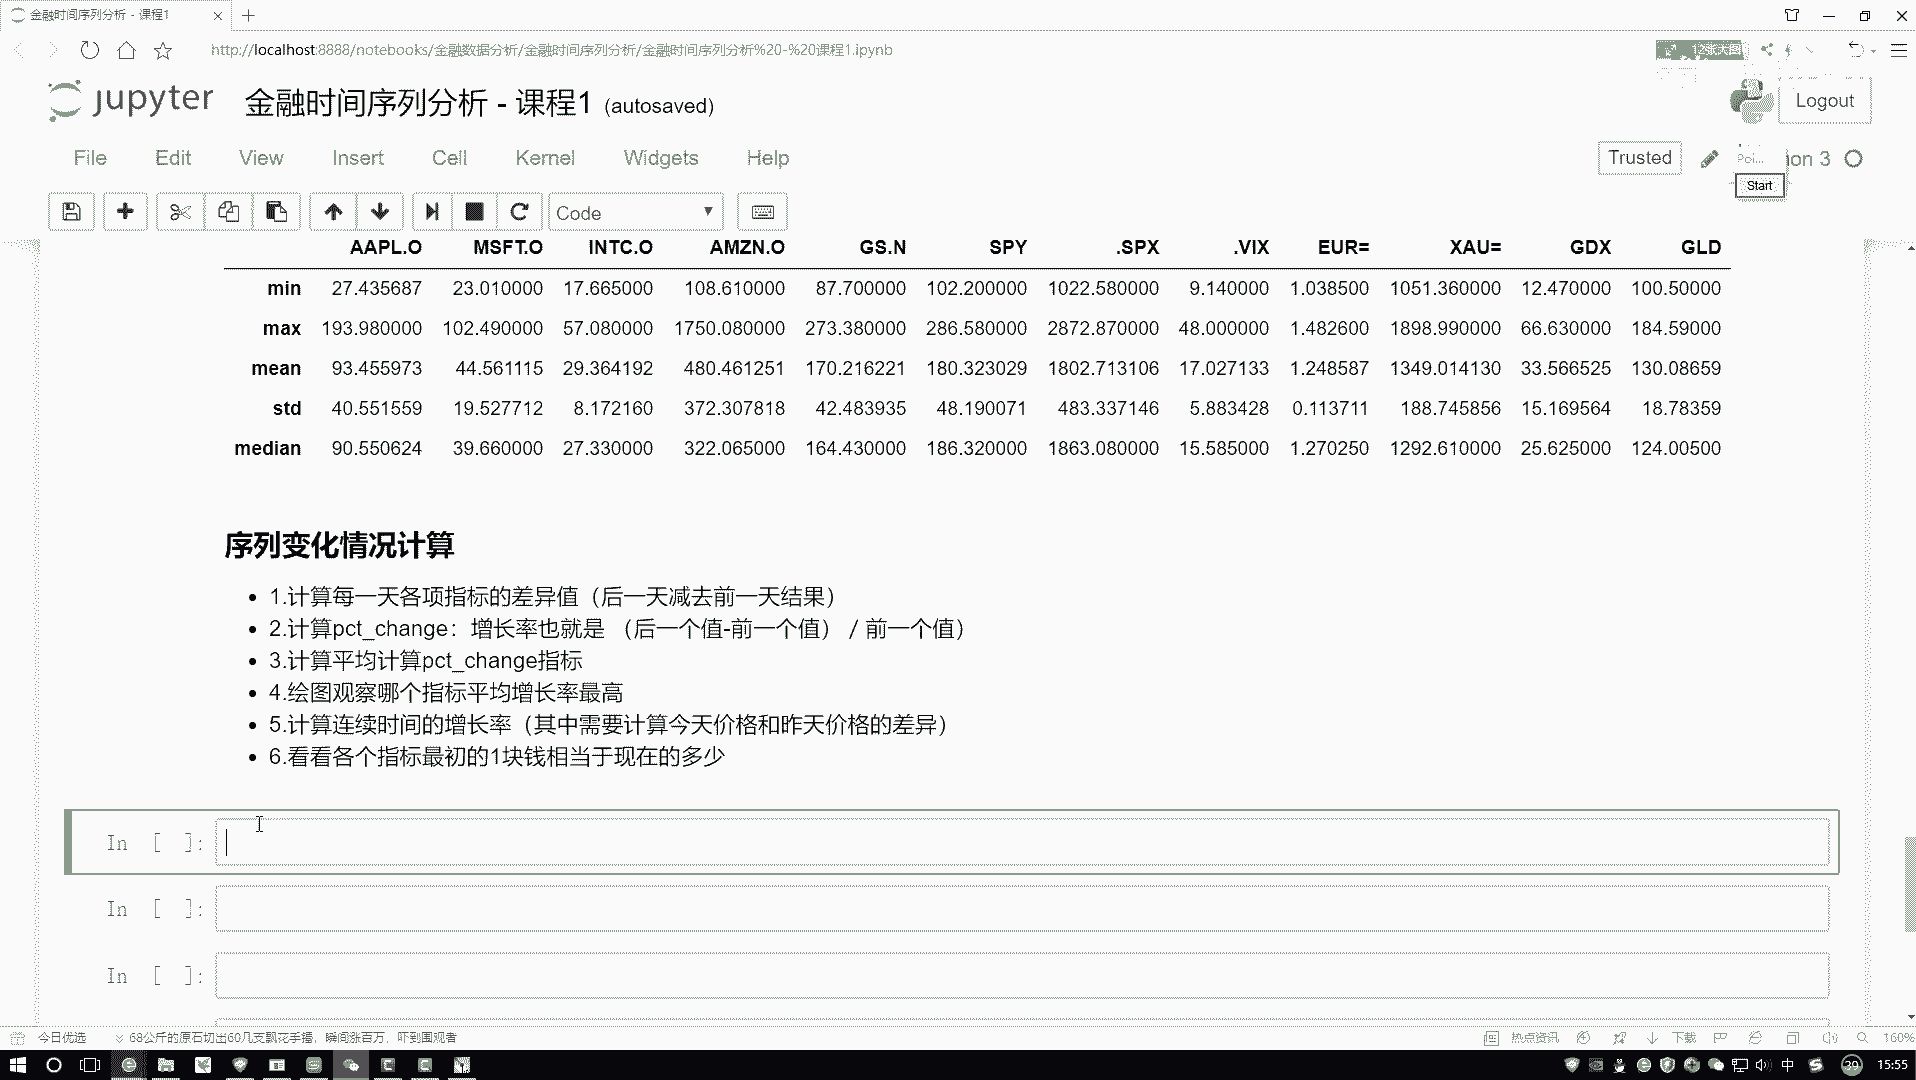 金融时间序列分析 - 课程1
http://localhost:8888/notebooks/金融数据分析/金融时间序列分析/金融时间序列分析%20-%20课程1.ipynb
12张大图
jupyter 金融时间序列分析 - 课程1 (autosaved)
Logout
File Edit View Insert Cell Kernel Widgets Help
Trusted
Poi... ion 3
Start
Code
AAPL.O MSFT.O INTC.O AMZN.O GS.N SPY .SPX .VIX EUR= XAU= GDX GLD
min 27.435687 23.010000 17.665000 108.610000 87.700000 102.200000 1022.580000 9.140000 1.038500 1051.360000 12.470000 100.50000
max 193.980000 102.490000 57.080000 1750.080000 273.380000 286.580000 2872.870000 48.000000 1.482600 1898.990000 66.630000 184.59000
mean 93.455973 44.561115 29.364192 480.461251 170.216221 180.323029 1802.713106 17.027133 1.248587 1349.014130 33.566525 130.08659
std 40.551559 19.527712 8.172160 372.307818 42.483935 48.190071 483.337146 5.883428 0.113711 188.745856 15.169564 18.78359
median 90.550624 39.660000 27.330000 322.065000 164.430000 186.320000 1863.080000 15.585000 1.270250 1292.610000 25.625000 124.00500
序列变化情况计算
• 1.计算每一天各项指标的差异值（后一天减去前一天结果）
• 2.计算pct_change：增长率也就是 （后一个值-前一个值） / 前一个值）
• 3.计算平均计算pct_change指标
• 4.绘图观察哪个指标平均增长率最高
• 5.计算连续时间的增长率（其中需要计算今天价格和昨天价格的差异）
• 6.看看各个指标最初的1块钱相当于现在的多少
In [ ]:
In [ ]:
In [ ]:
今日优选 68公斤的原石切出60几支飘花手镯，瞬间涨百万，吓到围观者
热点资讯 下载 160%
中 39 15:55